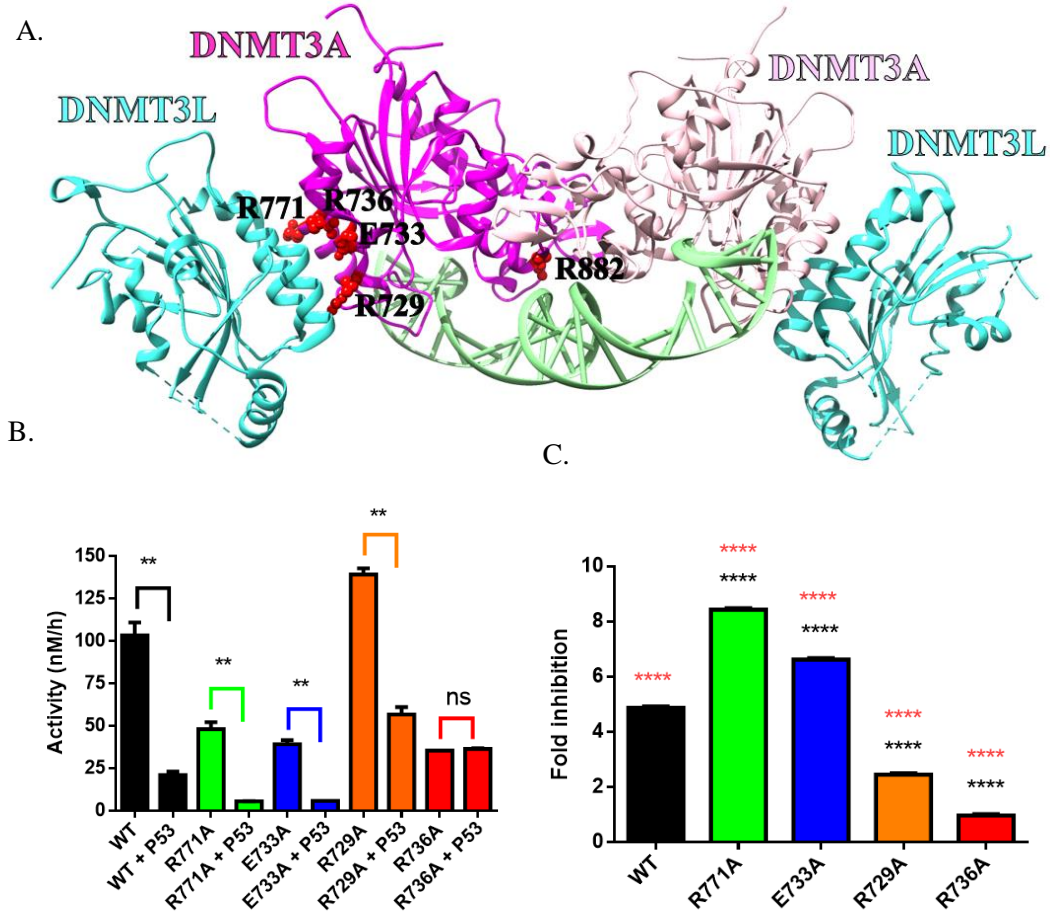 A.
DNMT3A
DNMT3A
DNMT3L
DNMT3L
R771
R736
E733
R882
R729
B.
C.
**
**
**
**
ns
Activity (nM/h)
150
125
100
75
50
25
0
WT
WT + P53
R771A
R771A + P53
E733A
E733A + P53
R729A
R729A + P53
R736A
R736A + P53
****
****
****
****
****
****
****
****
****
Fold Inhibition
10
8
6
4
2
0
WT
R771A
E733A
R729A
R736A